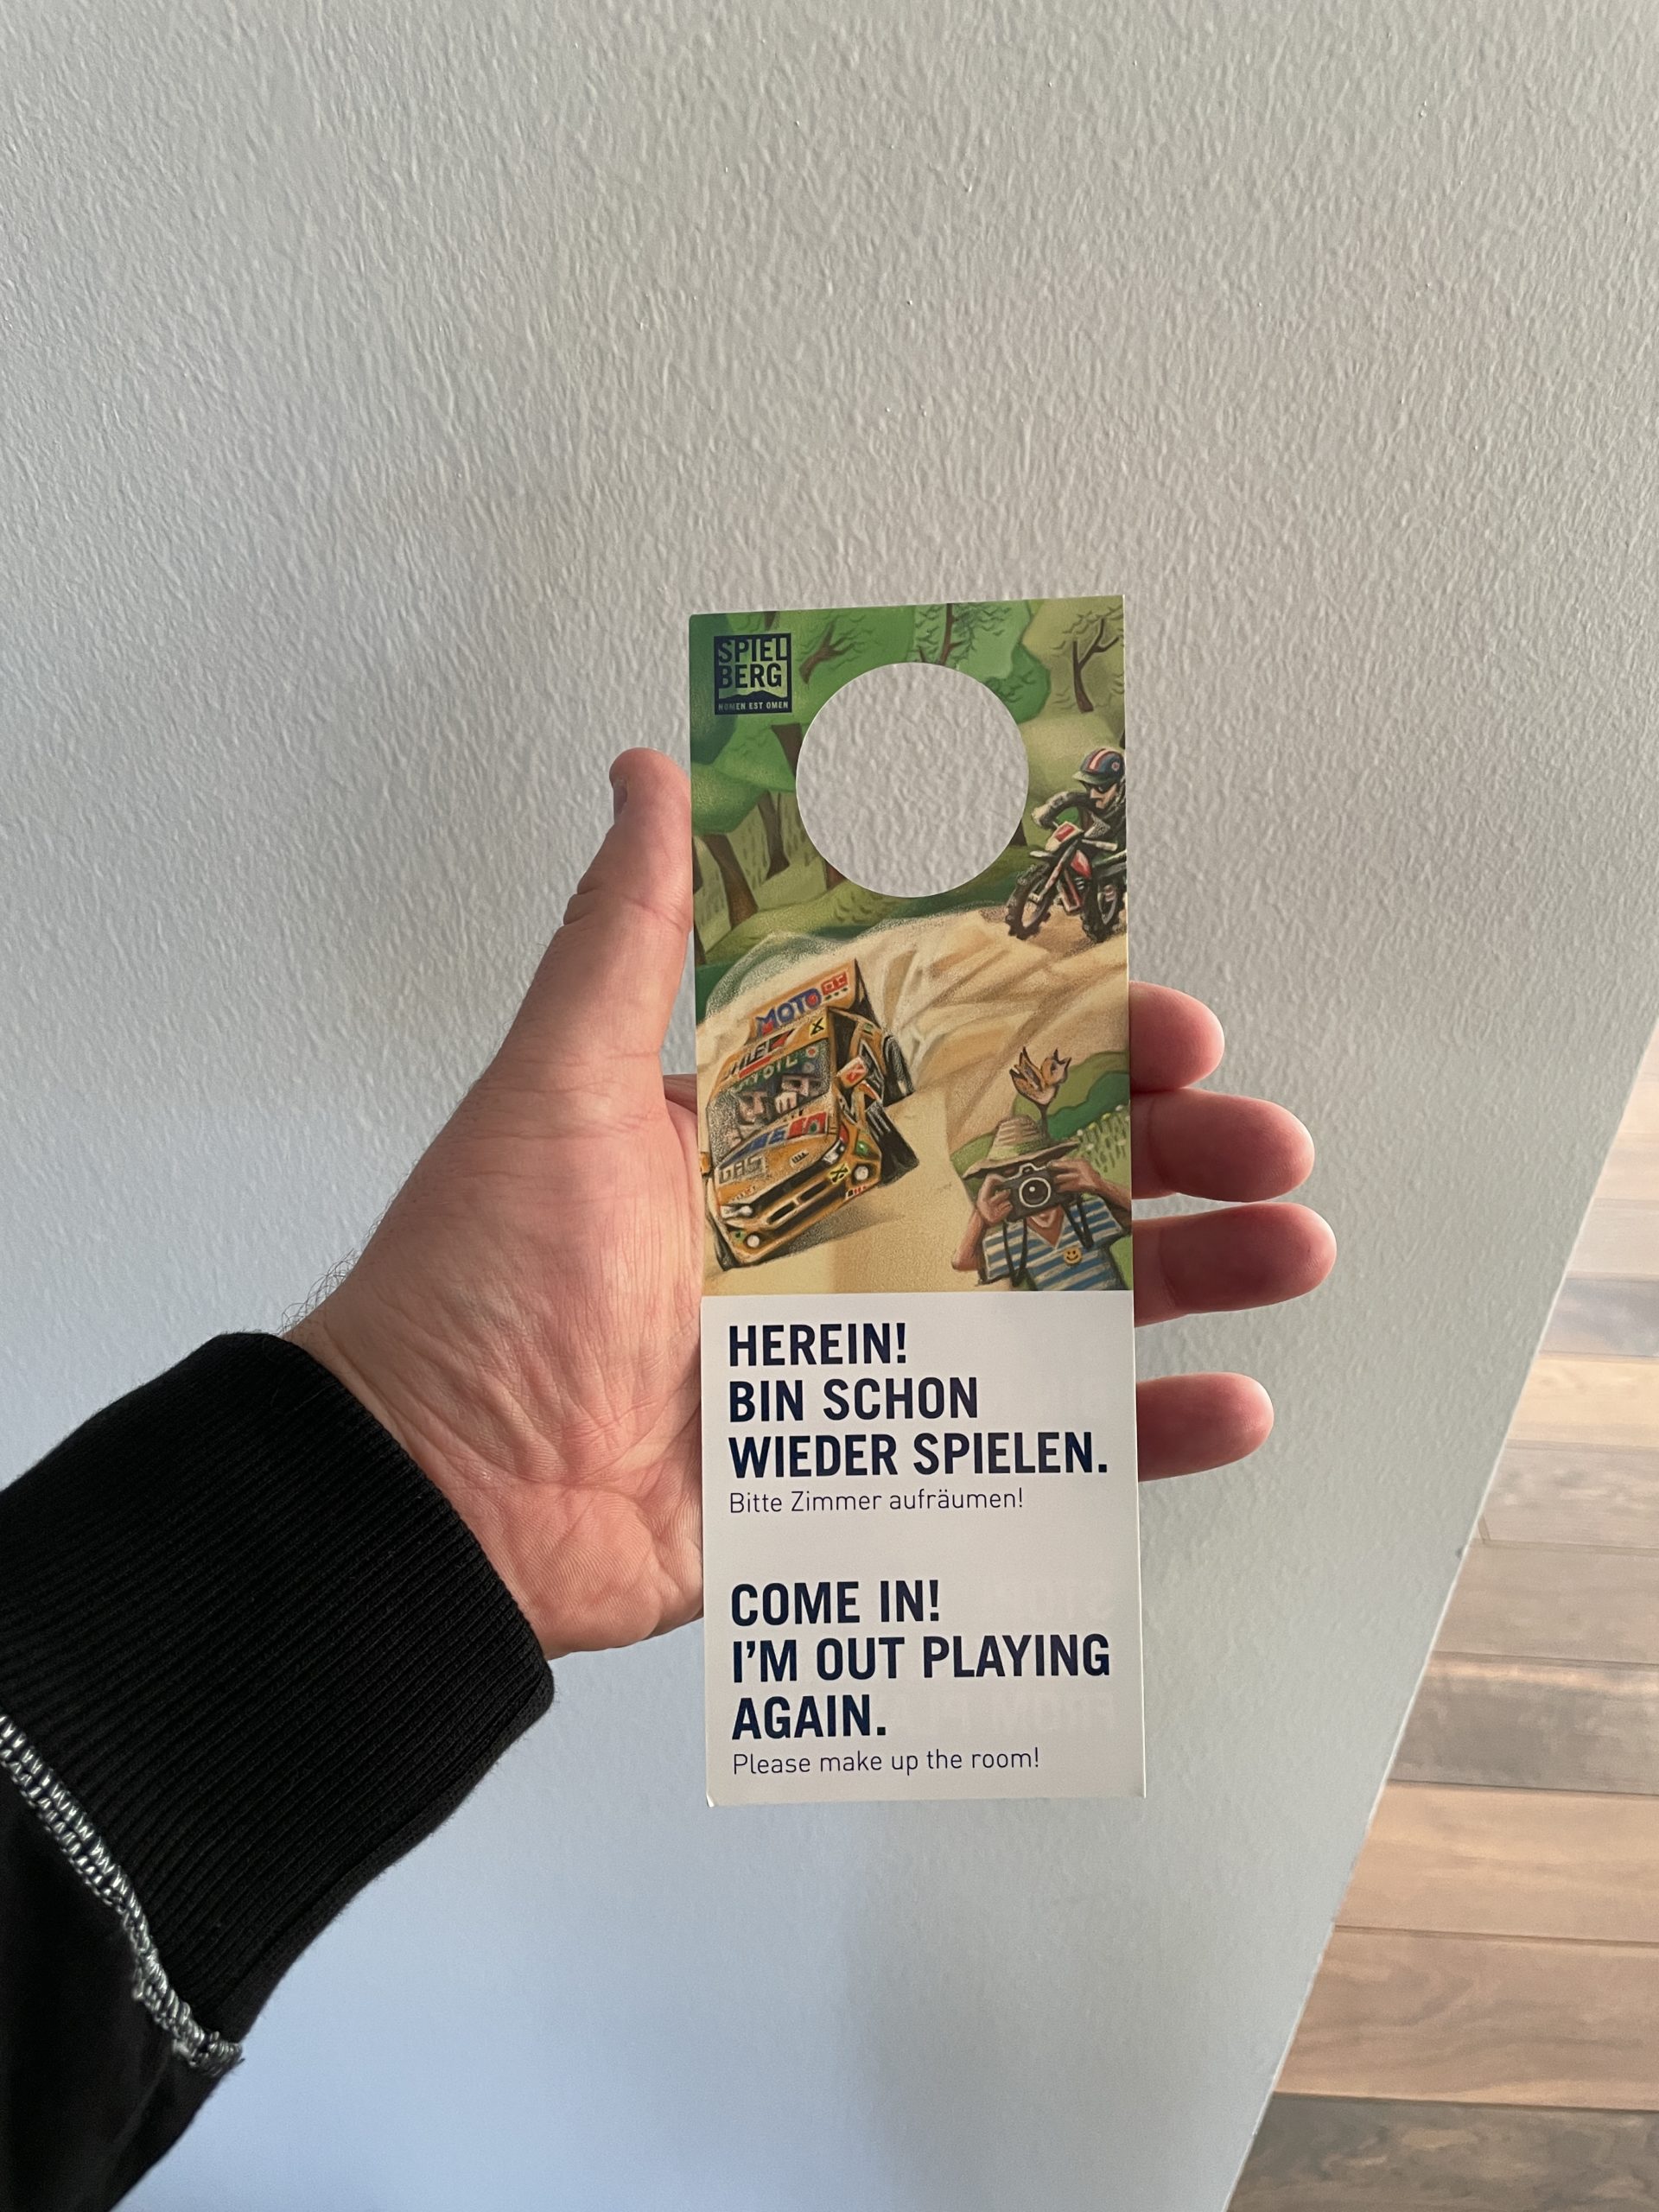 SPIEL
BERG
NOMEN EST OMEN
MOTO
GAS
HEREIN!
BIN SCHON
WIEDER SPIELEN.
Bitte Zimmer aufräumen!
COME IN!
I'M OUT PLAYING
AGAIN.
Please make up the room!